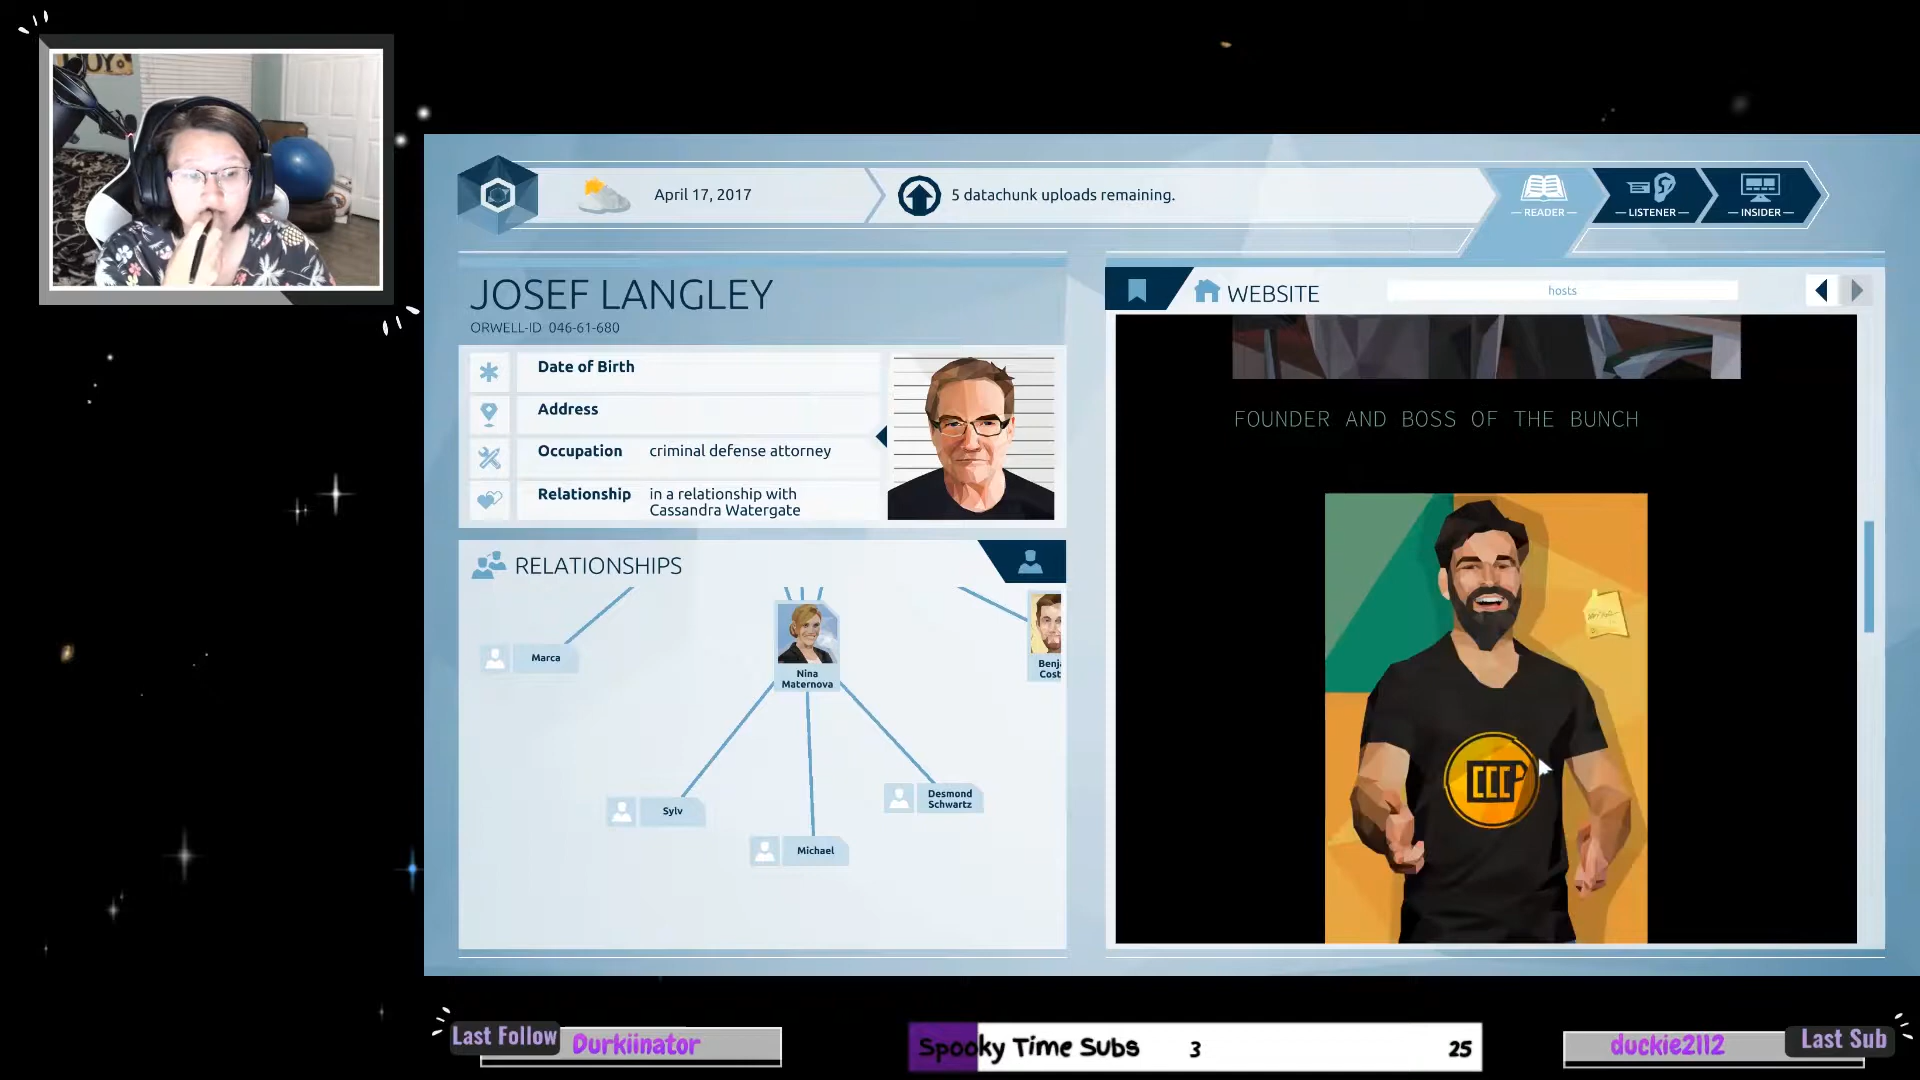 April 17, 2017
5 datachunk uploads remaining.
READER
LISTENER
INSIDER
JOSEF LANGLEY
ORWELL-ID 046-61-680
Date of Birth
Address
Occupation criminal defense attorney
Relationship in a relationship with
Cassandra Watergate
RELATIONSHIPS
Marca
Nina
Maternova
Benj
Cost
Sylv
Michael
Desmond
Schwartz
WEBSITE
hosts
FOUNDER AND BOSS OF THE BUNCH
CCCP
Last Follow
Durkiinator
Spooky Time Subs 3 25
duckie2112
Last Sub